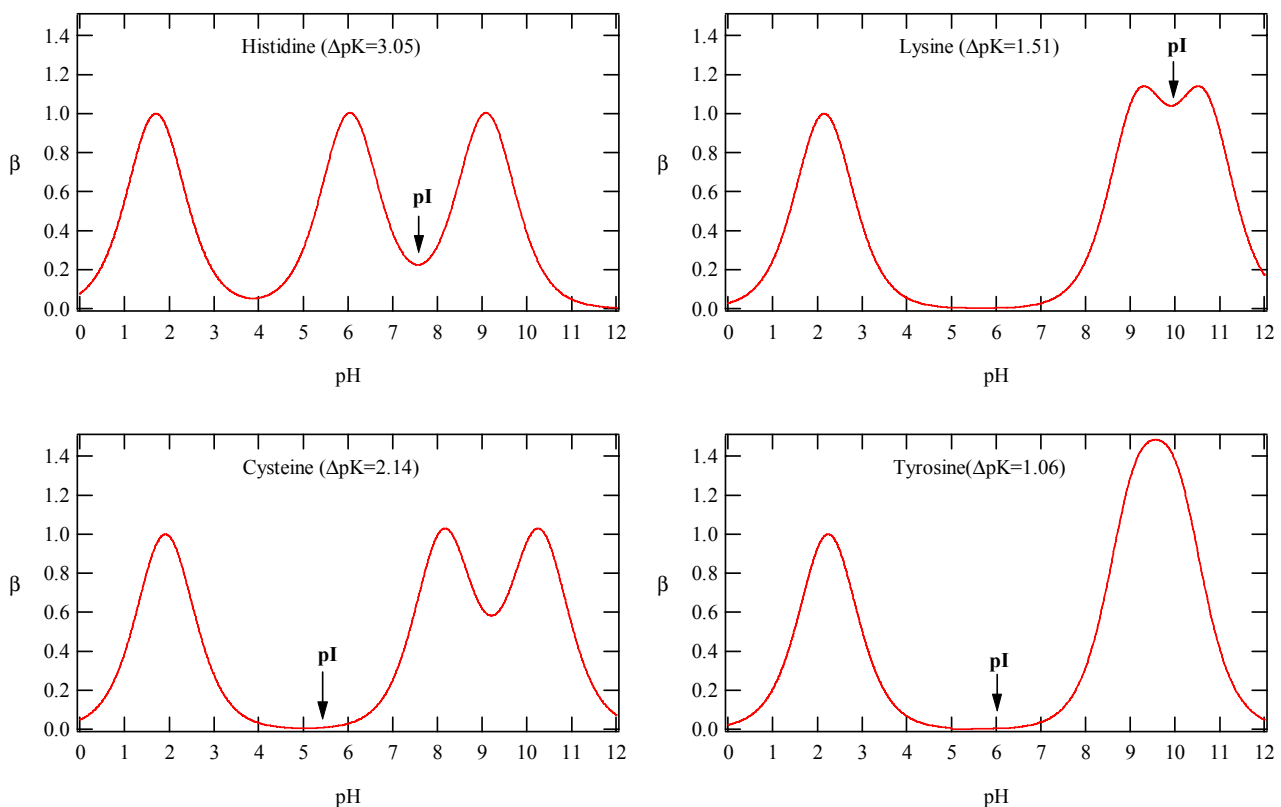 Histidine (ΔpK=3.05)
1.4
1.2
1.0
0.8
0.6
0.4
0.2
0.0
β
pI
0 1 2 3 4 5 6 7 8 9 10 11 12
pH
Lysine (ΔpK=1.51)
1.4
1.2
1.0
0.8
0.6
0.4
0.2
0.0
β
pI
0 1 2 3 4 5 6 7 8 9 10 11 12
pH
Cysteine (ΔpK=2.14)
1.4
1.2
1.0
0.8
0.6
0.4
0.2
0.0
β
pI
0 1 2 3 4 5 6 7 8 9 10 11 12
pH
Tyrosine(ΔpK=1.06)
1.4
1.2
1.0
0.8
0.6
0.4
0.2
0.0
β
pI
0 1 2 3 4 5 6 7 8 9 10 11 12
pH